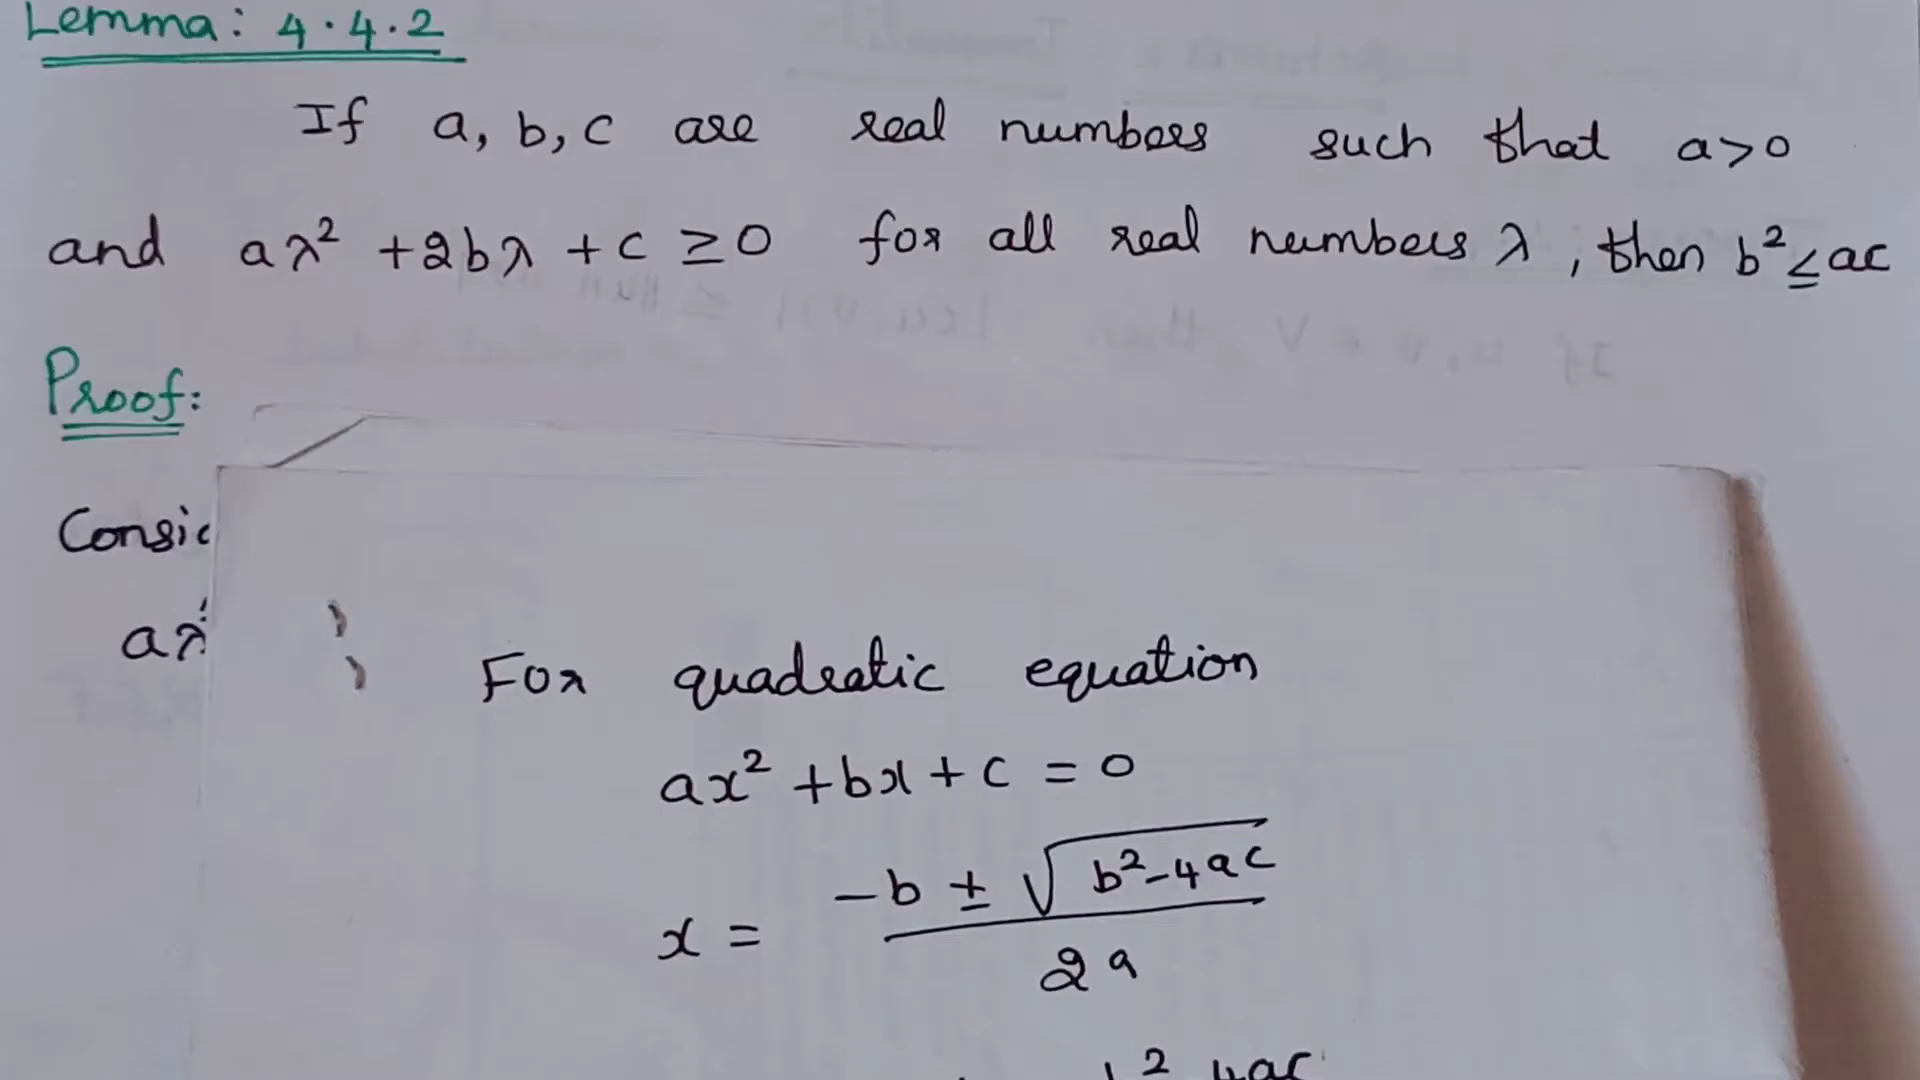 Lemma: 4.4.2
If a, b, c are real numbers such that a>0
and aλ² +2bλ +c ≥0 for all real numbers λ, then b²≤ac
Proof:
aλ
For quadratic equation
ax² +bx+c = 0
x = -b ± √b²-4ac / 2a